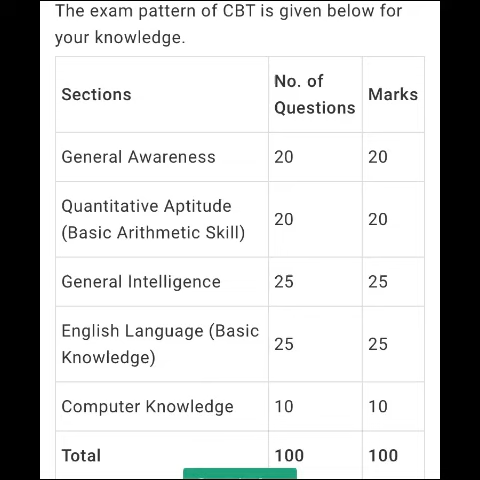 The exam pattern of CBT is given below for
your knowledge.
Sections No. of Questions Marks
General Awareness 20 20
Quantitative Aptitude (Basic Arithmetic Skill) 20 20
General Intelligence 25 25
English Language (Basic Knowledge) 25 25
Computer Knowledge 10 10
Total 100 100